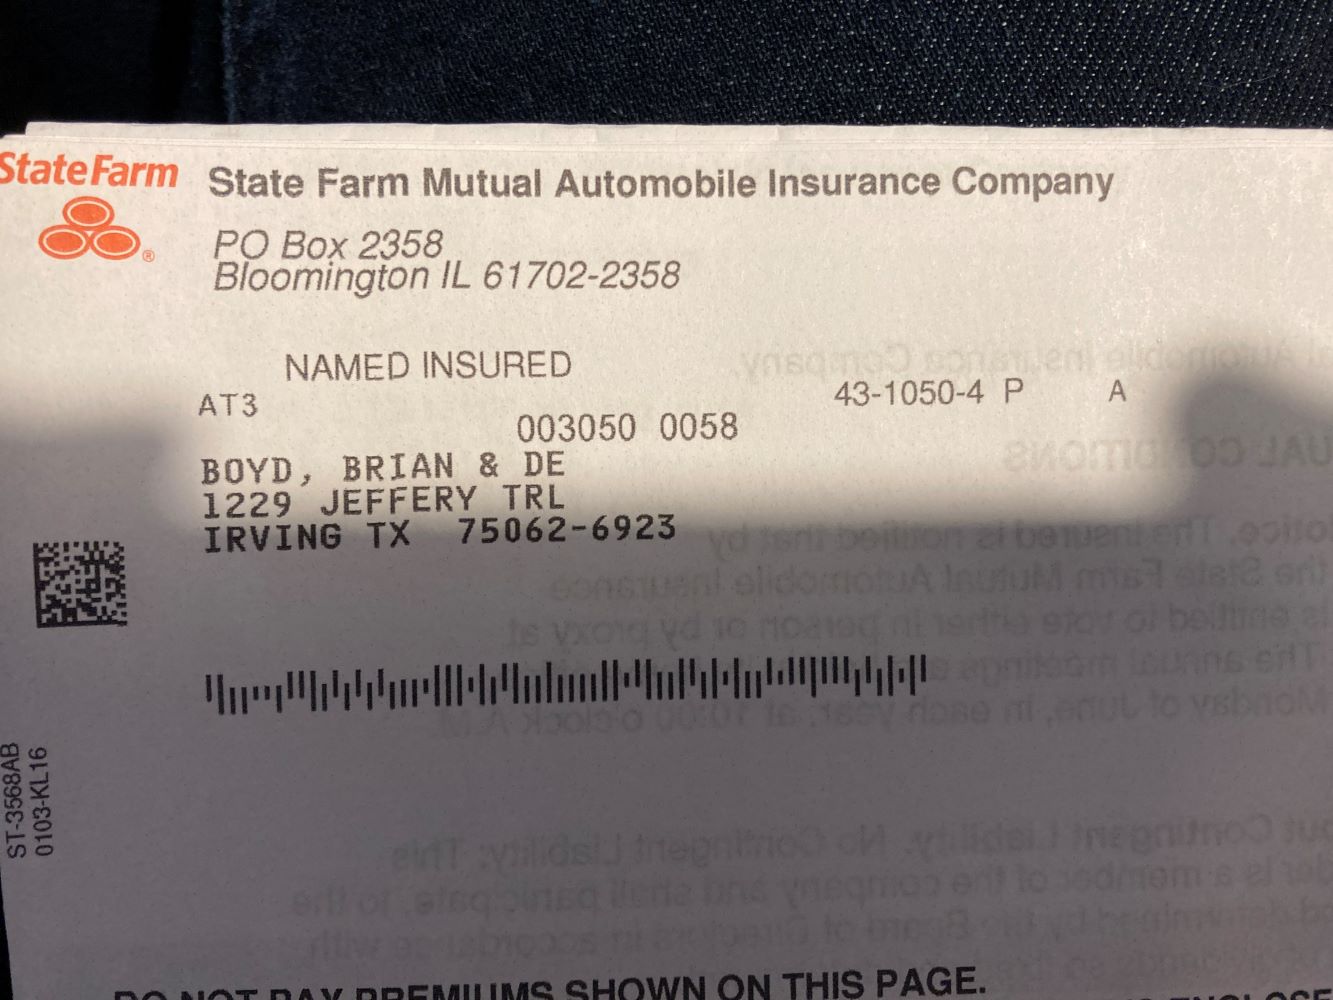 StateFarm
®
State Farm Mutual Automobile Insurance Company
PO Box 2358
Bloomington IL 61702-2358
NAMED INSURED
AT3
43-1050-4 P A
003050 0058
BOYD, BRIAN & DE
1229 JEFFERY TRL
IRVING TX 75062-6923
ST-3568AB
0103-KL16
DO NOT PAY PREMIUMS SHOWN ON THIS PAGE.